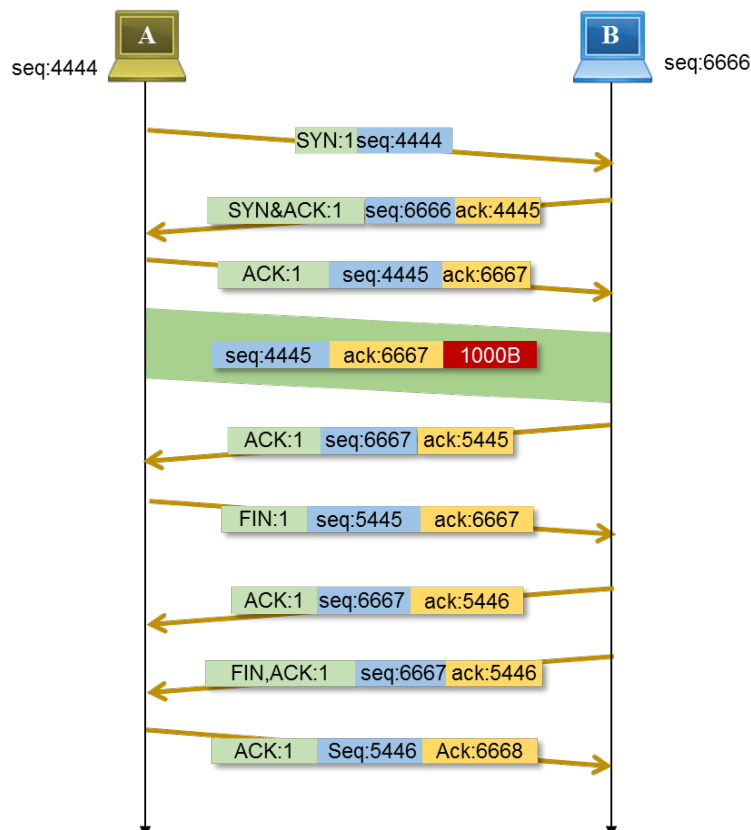 A B
seq:4444 seq:6666
SYN:1 seq:4444
SYN&ACK:1 seq:6666 ack:4445
ACK:1 seq:4445 ack:6667
seq:4445 ack:6667 1000B
ACK:1 seq:6667 ack:5445
FIN:1 seq:5445 ack:6667
ACK:1 seq:6667 ack:5446
FIN,ACK:1 seq:6667 ack:5446
ACK:1 Seq:5446 Ack:6668